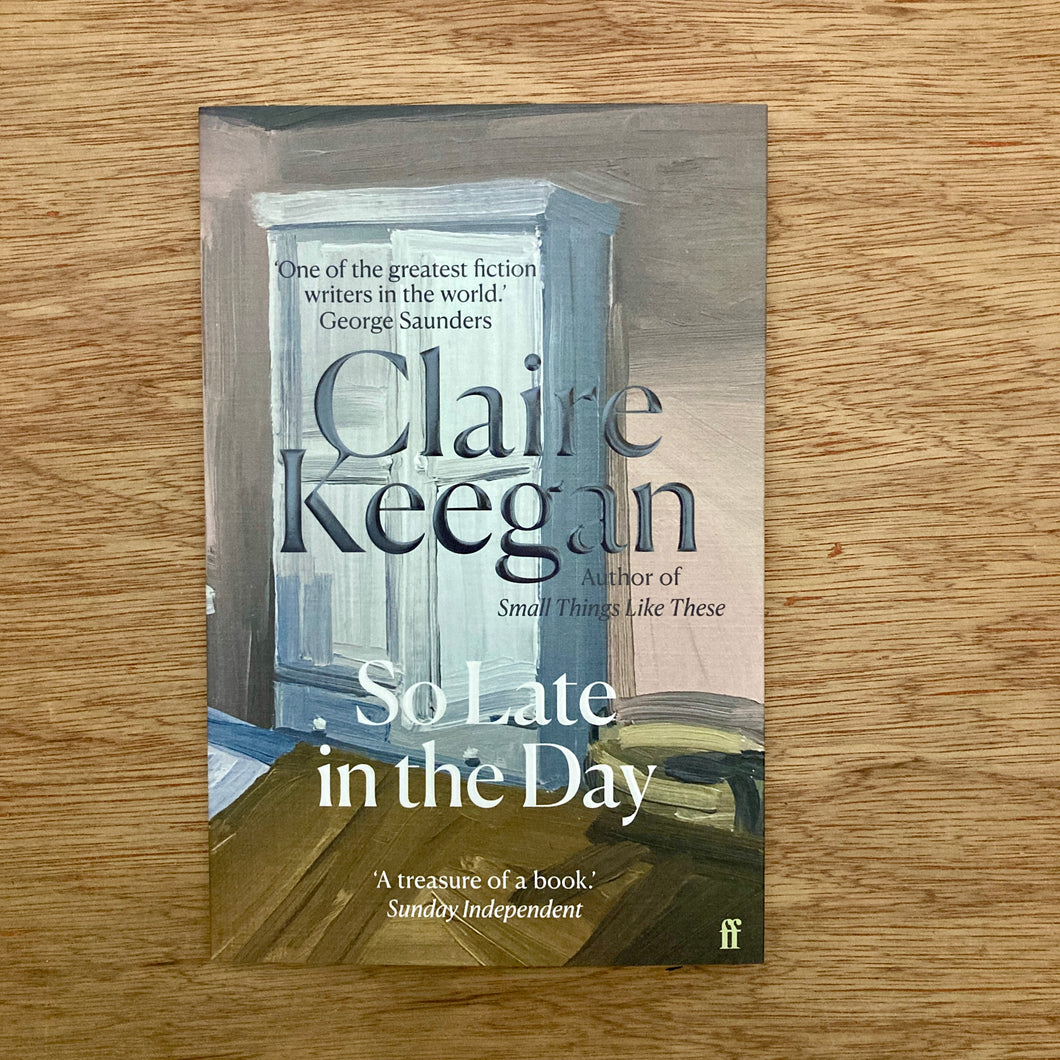 ‘One of the greatest fiction
writers in the world.’
George Saunders
Claire
Keegan
Author of
Small Things Like These
So Late
in the Day
‘A treasure of a book.’
Sunday Independent
ff